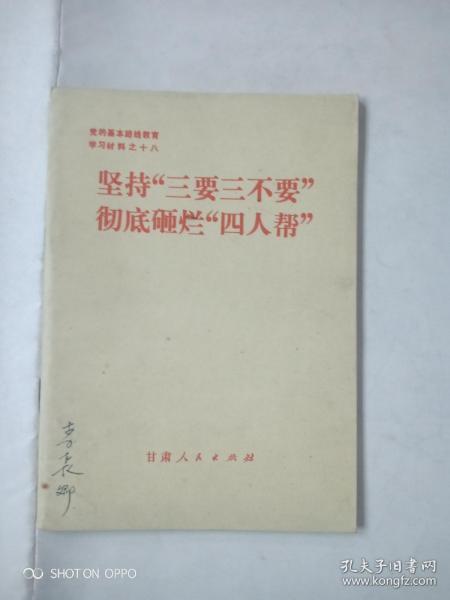 党的基本路线教育
学习材料之十八
坚持“三要三不要”
彻底砸烂“四人帮”
甘肃人民出版社
SHOT ON OPPO
孔夫子旧书网
www.kongfz.com